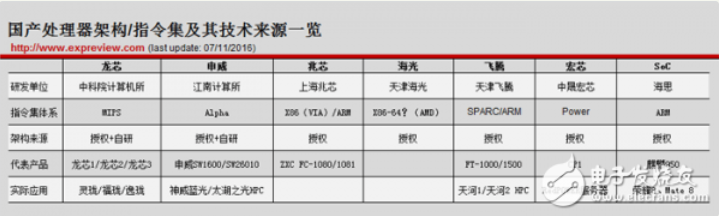 国产处理器架构/指令集及其技术来源一览
http://www.expreview.com (last update: 07/11/2016)
龙芯 申威 兆芯 海光 飞腾 宏芯 SoC
研发单位 中科院计算机所 江南计算所 上海兆芯 天津海光 天津飞腾 中晟宏芯 海思
指令集体系 MIPS Alpha X86（VIA）/ARM X86-64？（AMD） SPARC/ARM Power ARM
架构来源 授权+自研 授权+自研 授权 授权 授权 授权 授权
代表产品 龙芯1/龙芯2/龙芯3 申威SW1600/SW26010 ZXC FC-1080/1081 FT-1000/1500
实际应用 灵珑/福珑/逸珑 神威蓝光/太湖之光HPC 天河1/天河2 HPC Mate 8
电子发烧友